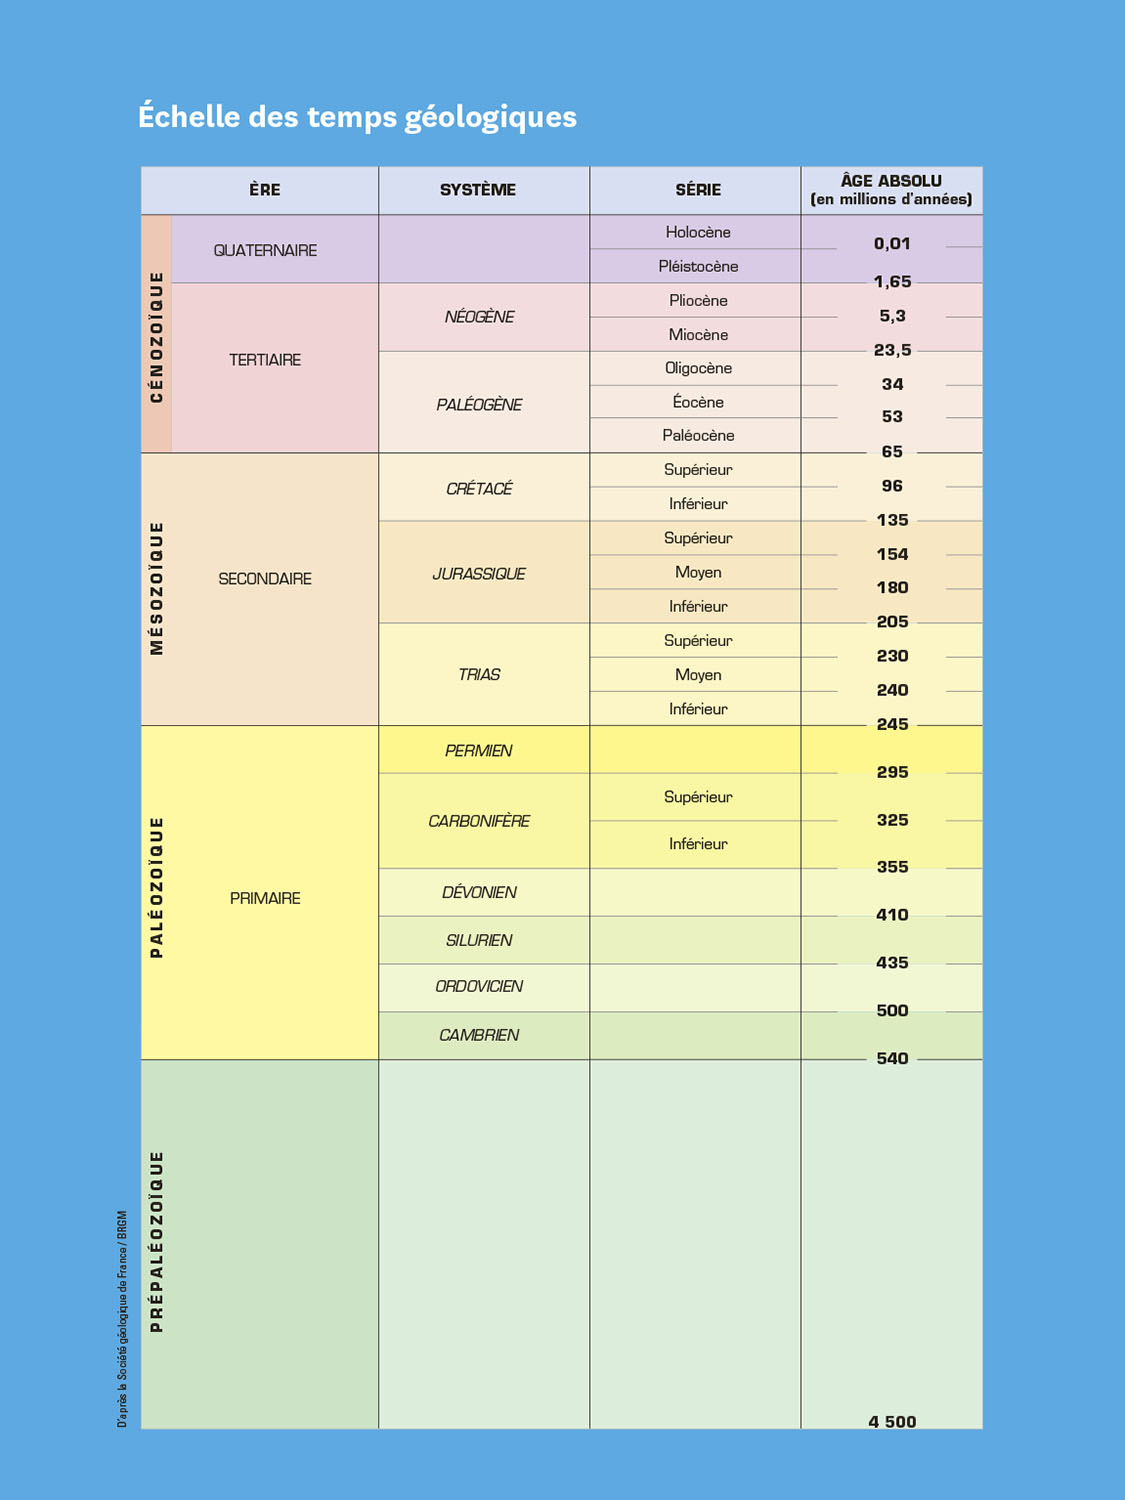 Échelle des temps géologiques
ÈRE
SYSTÈME
SÉRIE
ÂGE ABSOLU
(en millions d'années)
CÉNOZOÏQUE
QUATERNAIRE
Holocène
0,01
Pléistocène
1,65
TERTIAIRE
NÉOGÈNE
Pliocène
5,3
Miocène
23,5
PALÉOGÈNE
Oligocène
34
Éocène
53
Paléocène
65
MÉSOZOÏQUE
SECONDAIRE
CRÉTACÉ
Supérieur
96
Inférieur
135
JURASSIQUE
Supérieur
154
Moyen
180
Inférieur
205
TRIAS
Supérieur
230
Moyen
240
Inférieur
245
PALÉOZOÏQUE
PRIMAIRE
PERMIEN
295
CARBONIFÈRE
Supérieur
325
Inférieur
355
DÉVONIEN
410
SILURIEN
435
ORDOVICIEN
500
CAMBRIEN
540
PRÉPALÉOZOÏQUE
4 500
D'après la Société géologique de France / BRGM